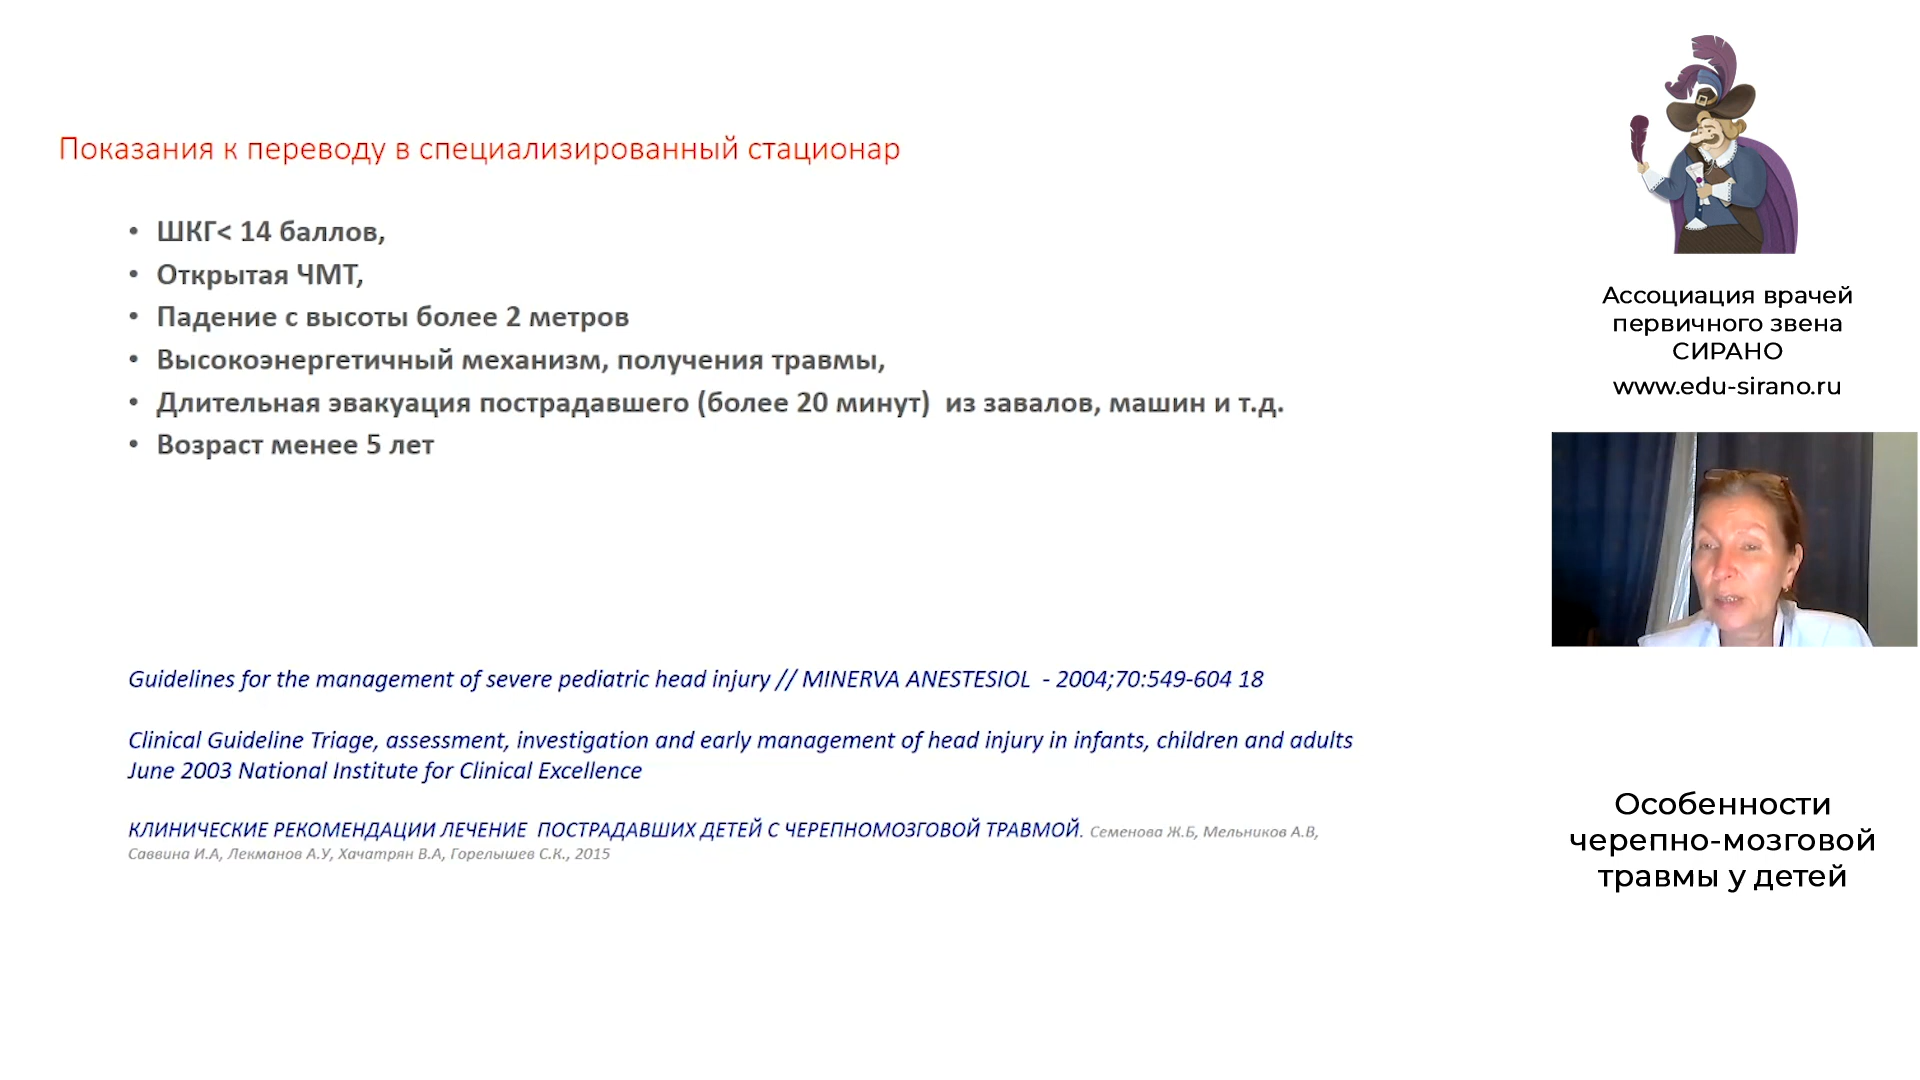 Показания к переводу в специализированный стационар
• ШКГ< 14 баллов,
• Открытая ЧМТ,
• Падение с высоты более 2 метров
• Высокоэнергетичный механизм, получения травмы,
• Длительная эвакуация пострадавшего (более 20 минут) из завалов, машин и т.д.
• Возраст менее 5 лет
Guidelines for the management of severe pediatric head injury // MINERVA ANESTESIOL - 2004;70:549-604 18
Clinical Guideline Triage, assessment, investigation and early management of head injury in infants, children and adults
June 2003 National Institute for Clinical Excellence
КЛИНИЧЕСКИЕ РЕКОМЕНДАЦИИ ЛЕЧЕНИЕ ПОСТРАДАВШИХ ДЕТЕЙ С ЧЕРЕПНОМОЗГОВОЙ ТРАВМОЙ. Семенова Ж.Б, Мельников А.В,
Саввина И.А, Лекманов А.У, Хачатрян В.А, Горелышев С.К., 2015
Ассоциация врачей
первичного звена
СИРАНО
www.edu-sirano.ru
Особенности
черепно-мозговой
травмы у детей